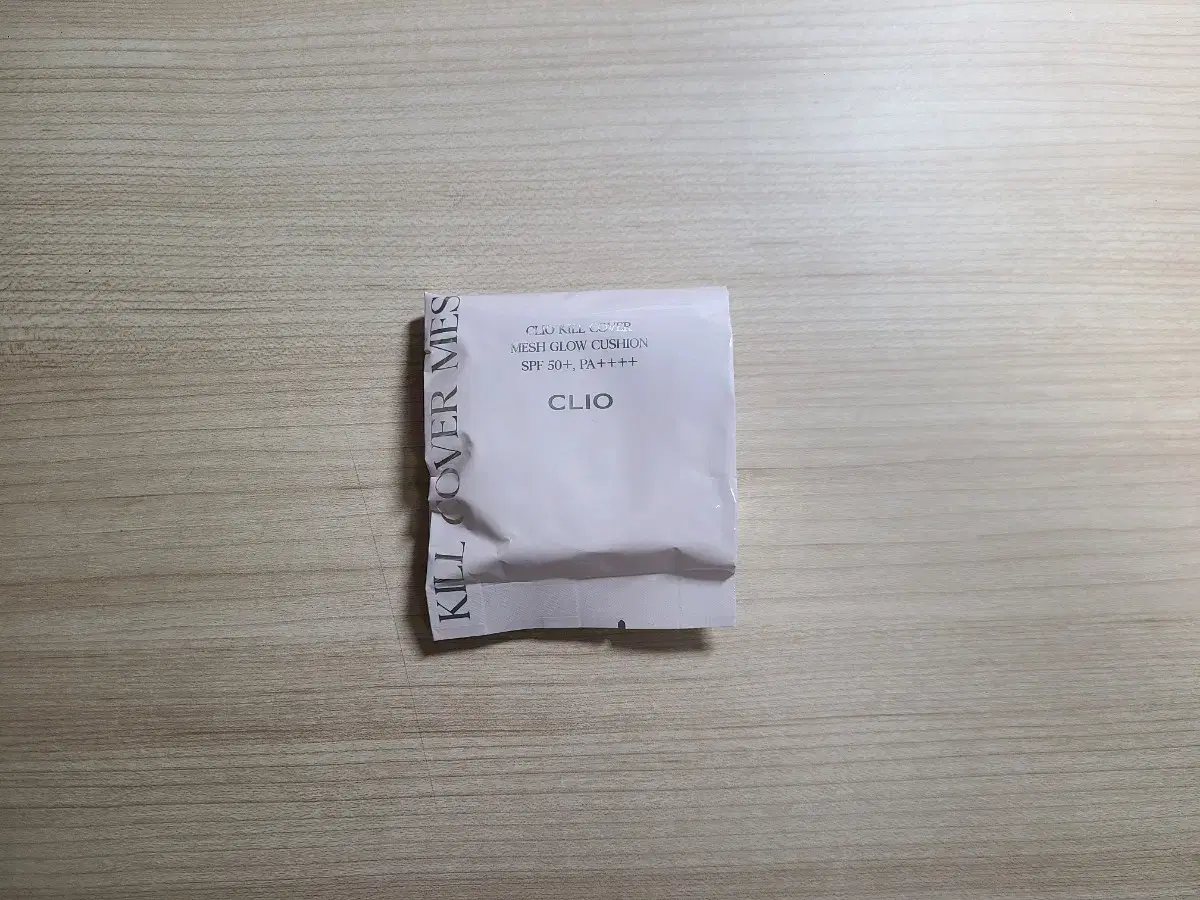 CLIO KILL COVER
MESH GLOW CUSHION
SPF 50+, PA++++
CLIO
KILL COVER MES